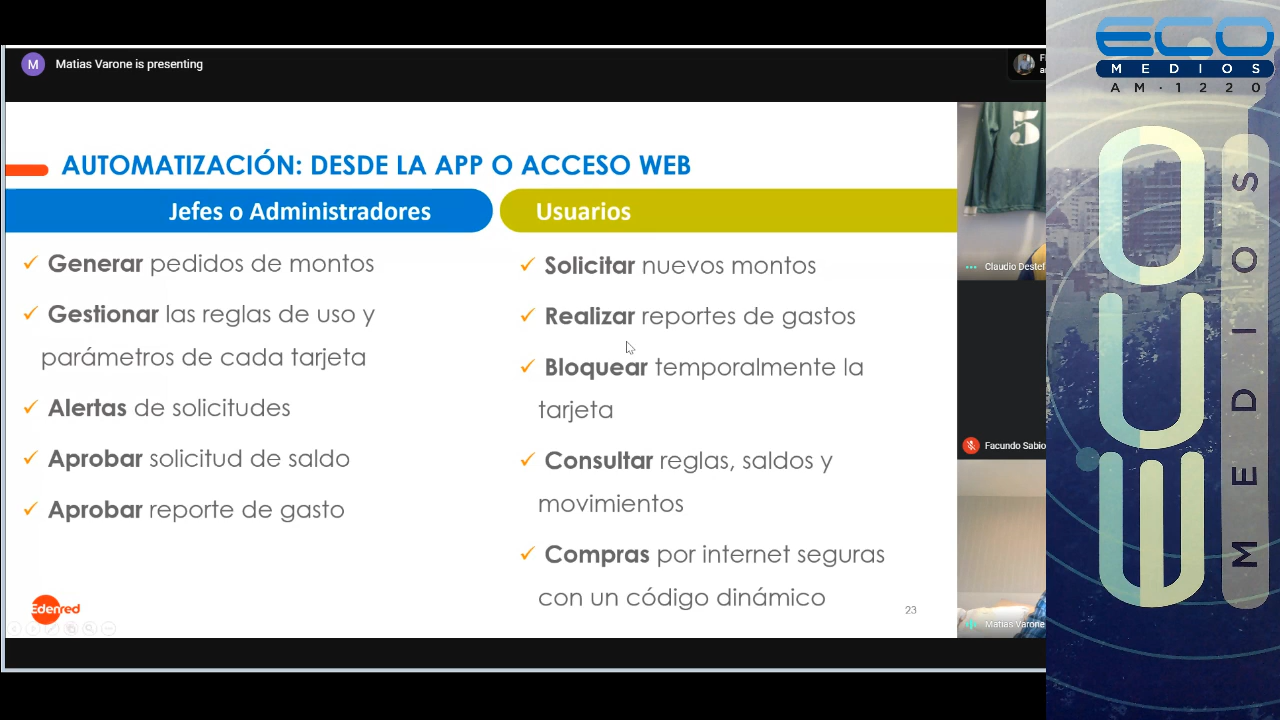 M Matias Varone is presenting
AUTOMATIZACIÓN: DESDE LA APP O ACCESO WEB
Jefes o Administradores
✓ Generar pedidos de montos
✓ Gestionar las reglas de uso y
parámetros de cada tarjeta
✓ Alertas de solicitudes
✓ Aprobar solicitud de saldo
✓ Aprobar reporte de gasto
Usuarios
✓ Solicitar nuevos montos
✓ Realizar reportes de gastos
✓ Bloquear temporalmente la
tarjeta
✓ Consultar reglas, saldos y
movimientos
✓ Compras por internet seguras
con un código dinámico
Edenred
23
5
Claudio Destef
Facundo Sabio
Matias Varone
ECO
MEDIOS
AM·1220
ECO
MEDIOS